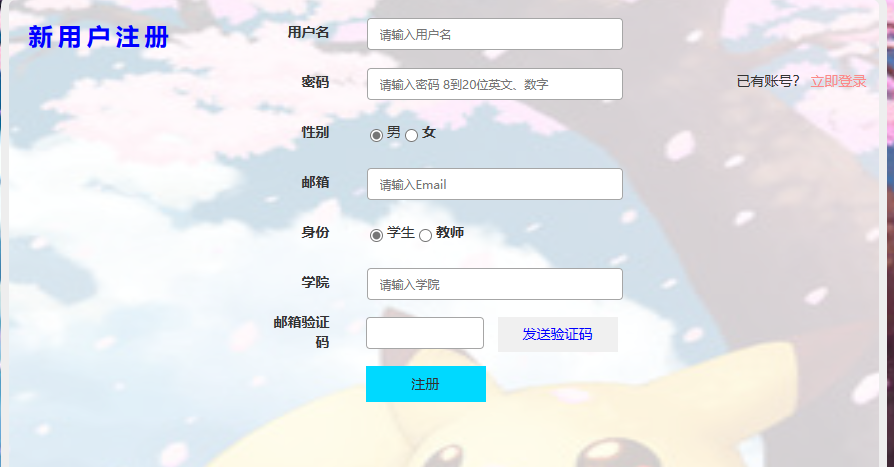 新用户注册
用户名 请输入用户名
密码 请输入密码 8到20位英文、数字
已有账号？ 立即登录
性别 男 女
邮箱 请输入Email
身份 学生 教师
学院 请输入学院
邮箱验证
码
发送验证码
注册